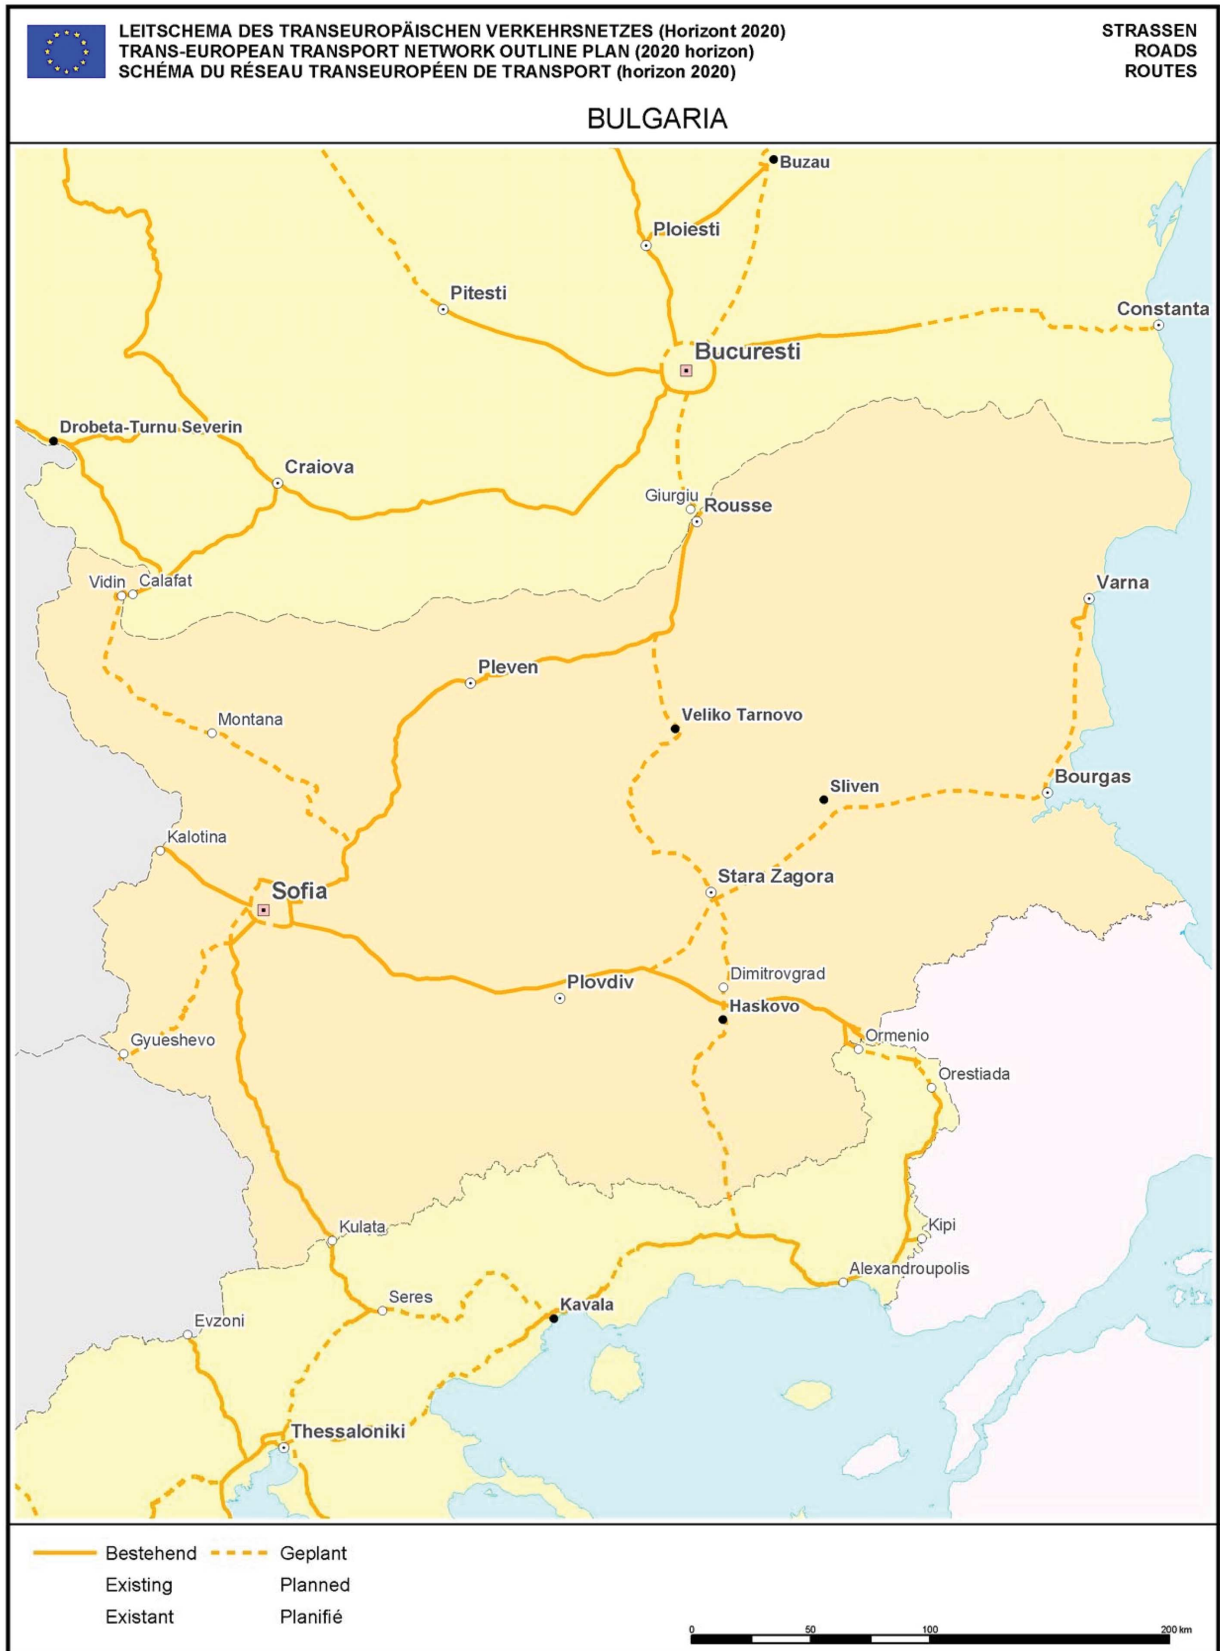 LEITSCHEMA DES TRANSEUROPÄISCHEN VERKEHRSNETZES (Horizont 2020)
TRANS-EUROPEAN TRANSPORT NETWORK OUTLINE PLAN (2020 horizon)
SCHÉMA DU RÉSEAU TRANSEUROPÉEN DE TRANSPORT (horizon 2020)
STRASSEN
ROADS
ROUTES
BULGARIA
Buzau
Ploiesti
Pitesti
Constanta
Bucuresti
Drobeta-Turnu Severin
Craiova
Giurgiu
Rousse
Vidin
Calafat
Varna
Pleven
Montana
Veliko Tarnovo
Bourgas
Sliven
Kalotina
Stara Zagora
Sofia
Dimitrovgrad
Plovdiv
Haskovo
Ormenio
Gyueshevo
Orestiada
Kulata
Kipi
Alexandroupolis
Seres
Kavala
Evzoni
Thessaloniki
Bestehend
Geplant
Existing
Planned
Existant
Planifié
0 50 100 200 km